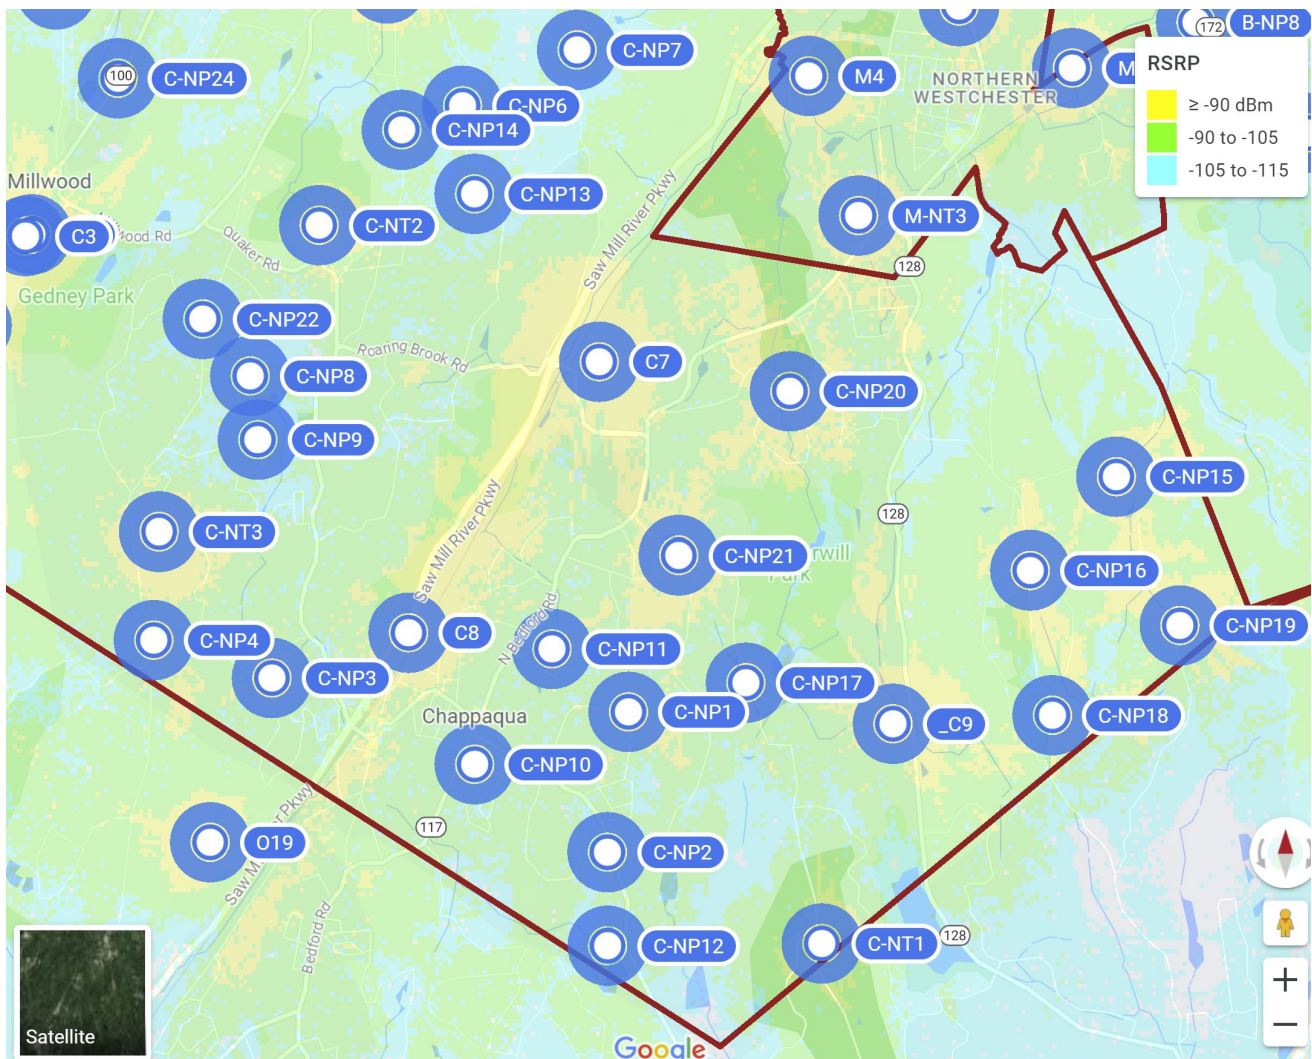 C-NP7
B-NP8
172
100
C-NP24
M4
M
NORTHERN
WESTCHESTER
RSRP
≥ -90 dBm
-90 to -105
-105 to -115
C-NP6
C-NP14
Millwood
C-NP13
C3
Quaker Rd
C-NT2
Saw Mill River Pkwy
M-NT3
128
Gedney Park
C-NP22
Roaring Brook Rd
C7
C-NP8
C-NP20
C-NP9
C-NP15
Saw Mill River Pkwy
128
C-NT3
C-NP21
Park
C-NP16
N Bedford Rd
C-NP4
C8
C-NP11
C-NP19
C-NP3
C-NP17
Chappaqua
C-NP1
_C9
C-NP18
C-NP10
117
O19
C-NP2
Bedford Rd
C-NP12
C-NT1
128
Satellite
Google